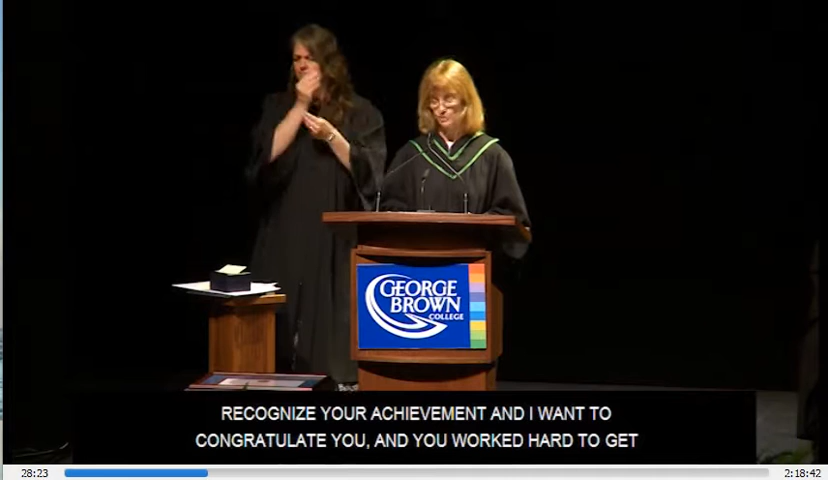 GEORGE
BROWN
COLLEGE
RECOGNIZE YOUR ACHIEVEMENT AND I WANT TO
CONGRATULATE YOU, AND YOU WORKED HARD TO GET
28:23
2:18:42